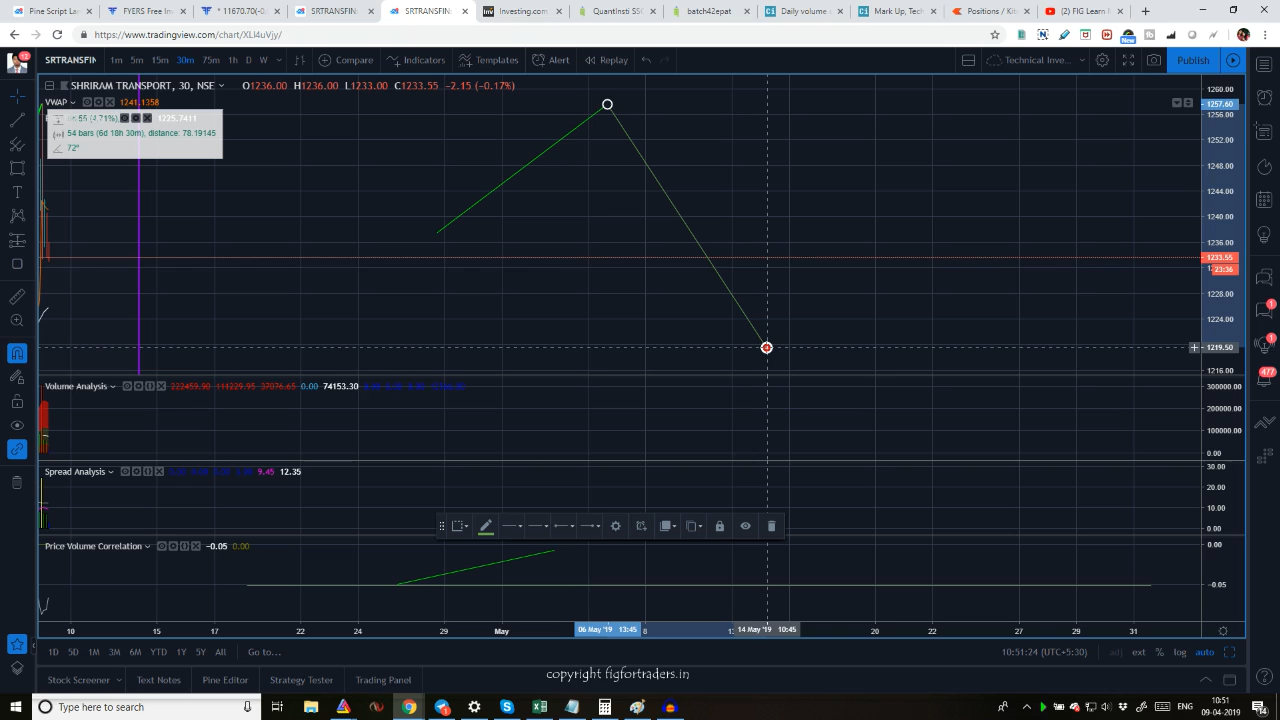 Pine Script Lan
FYERS Free Ind
* 11670.70(-0.
SRTRANSFIN:
SRTRANSFIN:
Investing.com
QuantInsti SSO
batch42epat
Daily volume o
Mark Up, Techn
Positions / Kite
(2) FIG Learn F
https://www.tradingview.com/chart/XLI4uVjy/
New
12 SRTRANSFIN 1m 5m 15m 30m 75m 1h D W Compare Indicators Templates Alert Replay Technical Inve... Publish
SHRIRAM TRANSPORT, 30, NSE O1236.00 H1236.00 L1233.00 C1233.55 -2.15 (-0.17%)
VWAP 1241.1358
55 (4.71%), 1225.7411
54 bars (6d 18h 30m), distance: 78.19145
72°
1260.00
1257.60
1256.00
1252.00
1248.00
1244.00
1240.00
1236.00
1233.55
23:36
1228.00
1224.00
1219.50
1216.00
Volume Analysis 222459.90 111229.95 37076.65 0.00 74153.30
300000.00
200000.00
100000.00
0.00
Spread Analysis 9.45 12.35
30.00
20.00
10.00
0.00
Price Volume Correlation -0.05 0.00
0.00
-0.05
10 15 17 22 24 29 May 06 May '19 13:45 8 14 May '19 10:45 20 22 27 29 31
1D 5D 1M 3M 6M YTD 1Y 5Y All Go to... 10:51:24 (UTC+5:30) adj ext % log auto
copyright figfortraders.in
Stock Screener Text Notes Pine Editor Strategy Tester Trading Panel
1
1
477
Type here to search
10:51
09-04-2019